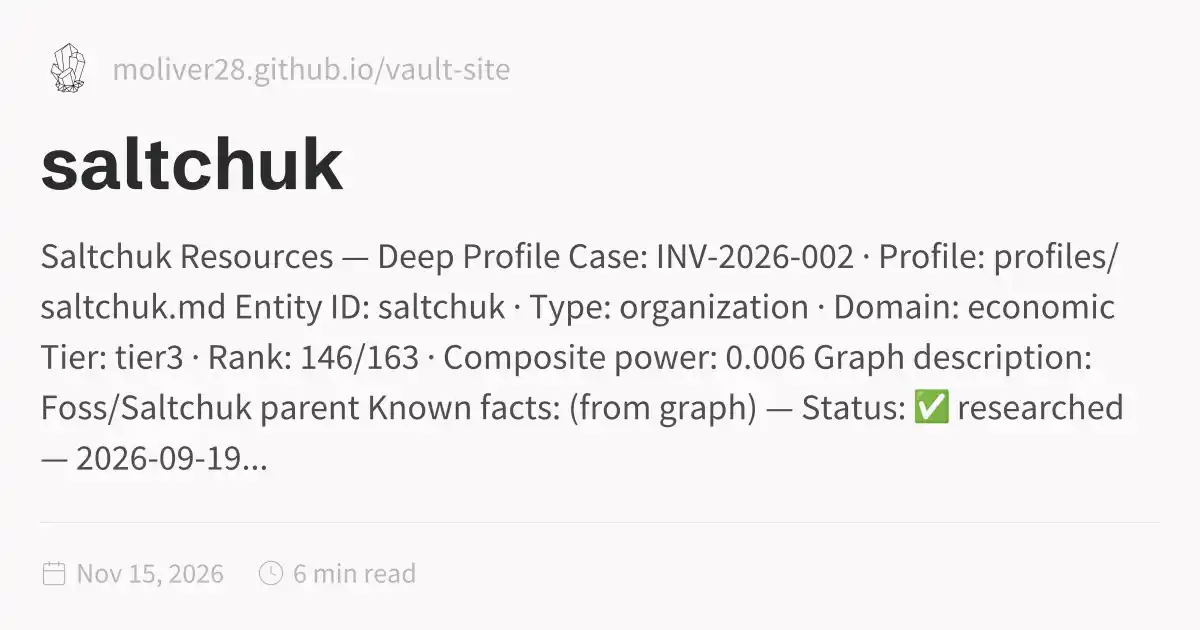 moliver28.github.io/vault-site
saltchuk
Saltchuk Resources — Deep Profile Case: INV-2026-002 · Profile: profiles/
saltchuk.md Entity ID: saltchuk · Type: organization · Domain: economic
Tier: tier3 · Rank: 146/163 · Composite power: 0.006 Graph description:
Foss/Saltchuk parent Known facts: (from graph) — Status: ✅ researched
— 2026-09-19...
Nov 15, 2026 6 min read